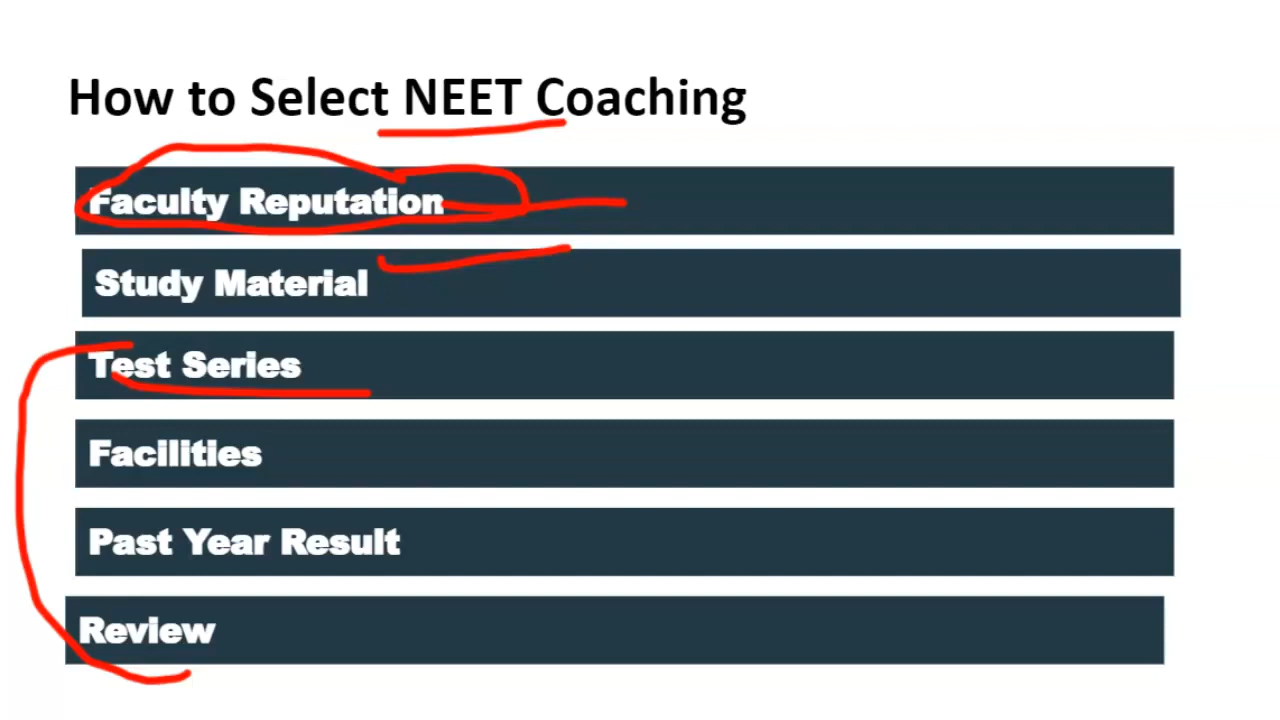 How to Select NEET Coaching
Faculty Reputation
Study Material
Test Series
Facilities
Past Year Result
Review